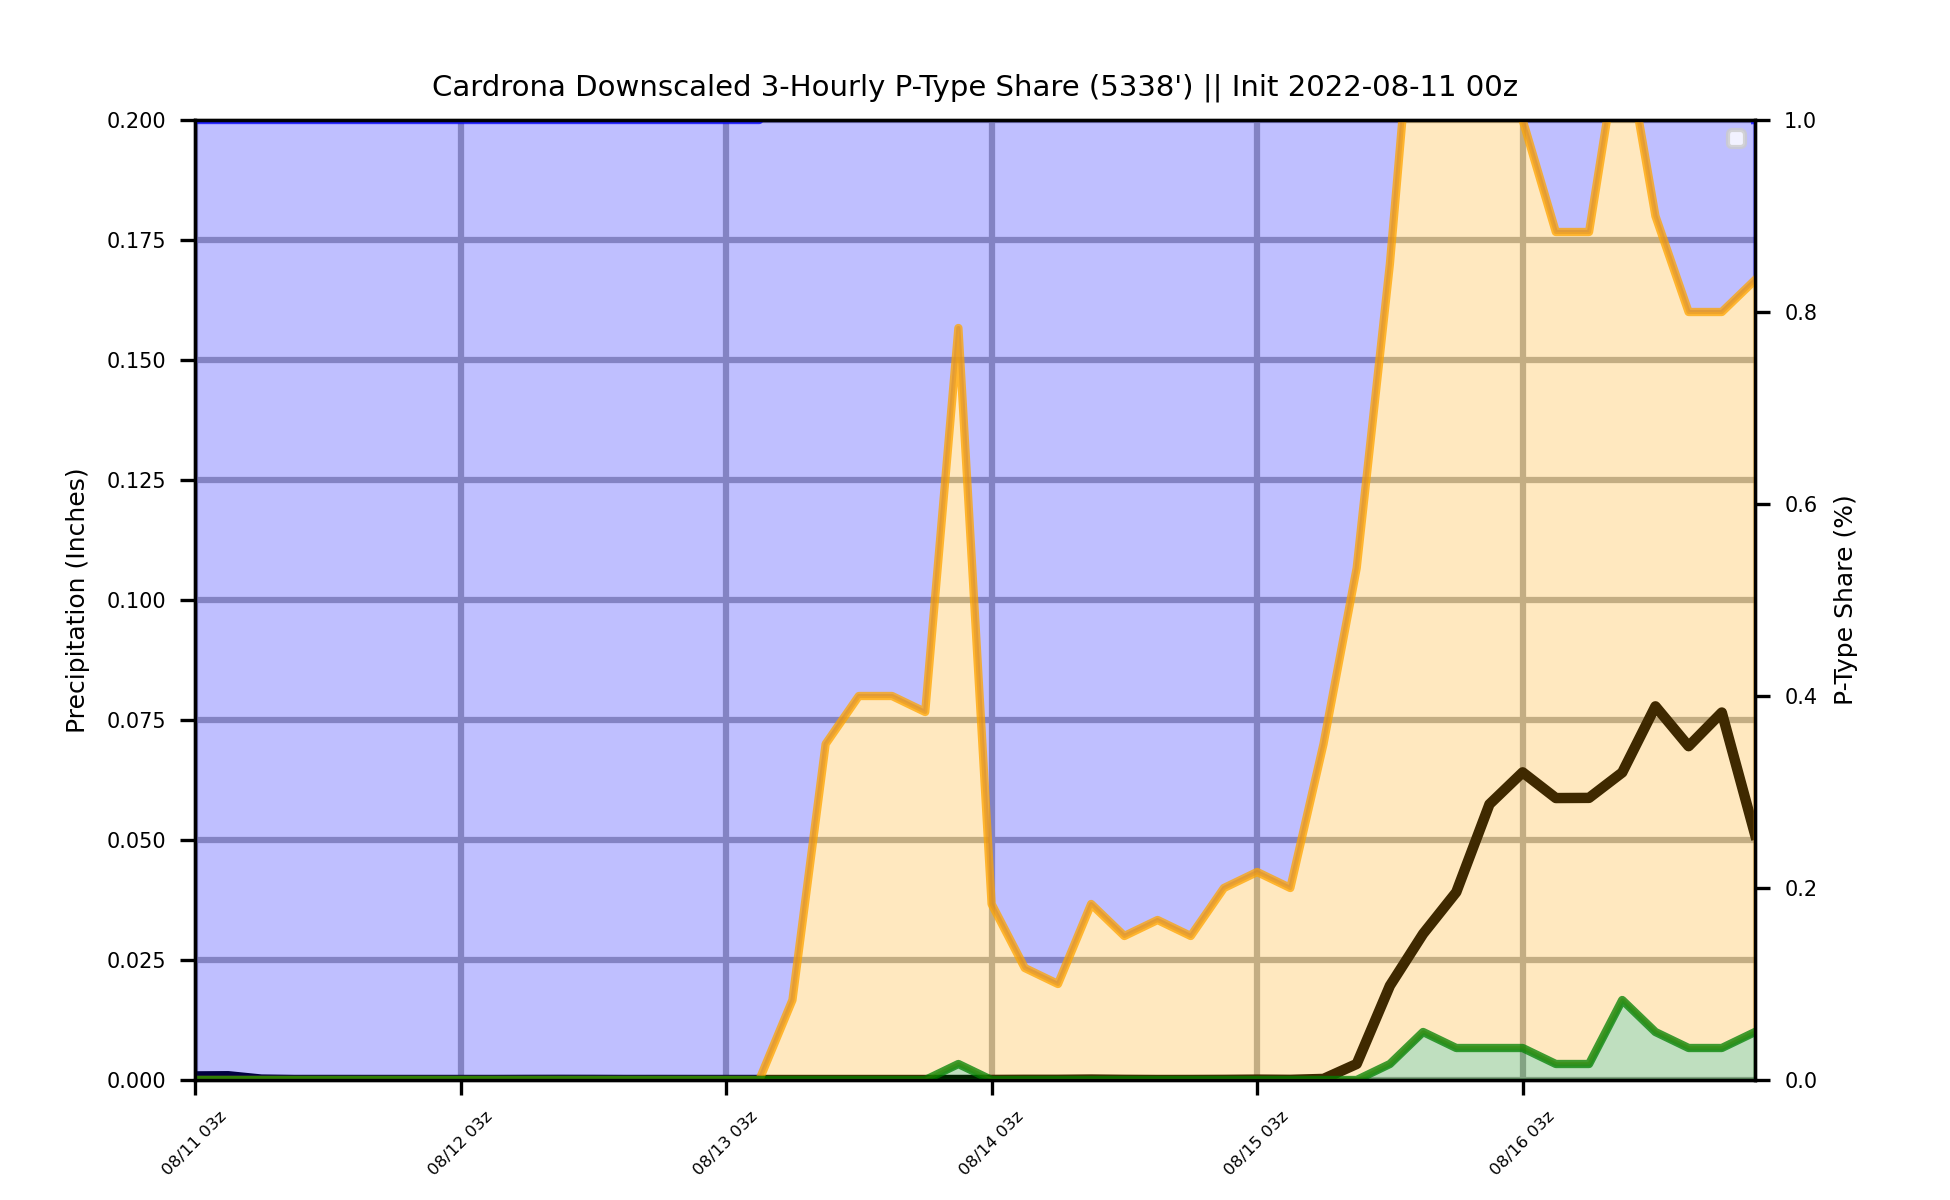 Cardrona Downscaled 3-Hourly P-Type Share (5338') || Init 2022-08-11 00z
0.200
0.175
0.150
0.125
0.100
0.075
0.050
0.025
0.000
Precipitation (Inches)
1.0
0.8
0.6
0.4
0.2
0.0
P-Type Share (%)
08/11 03z
08/12 03z
08/13 03z
08/14 03z
08/15 03z
08/16 03z